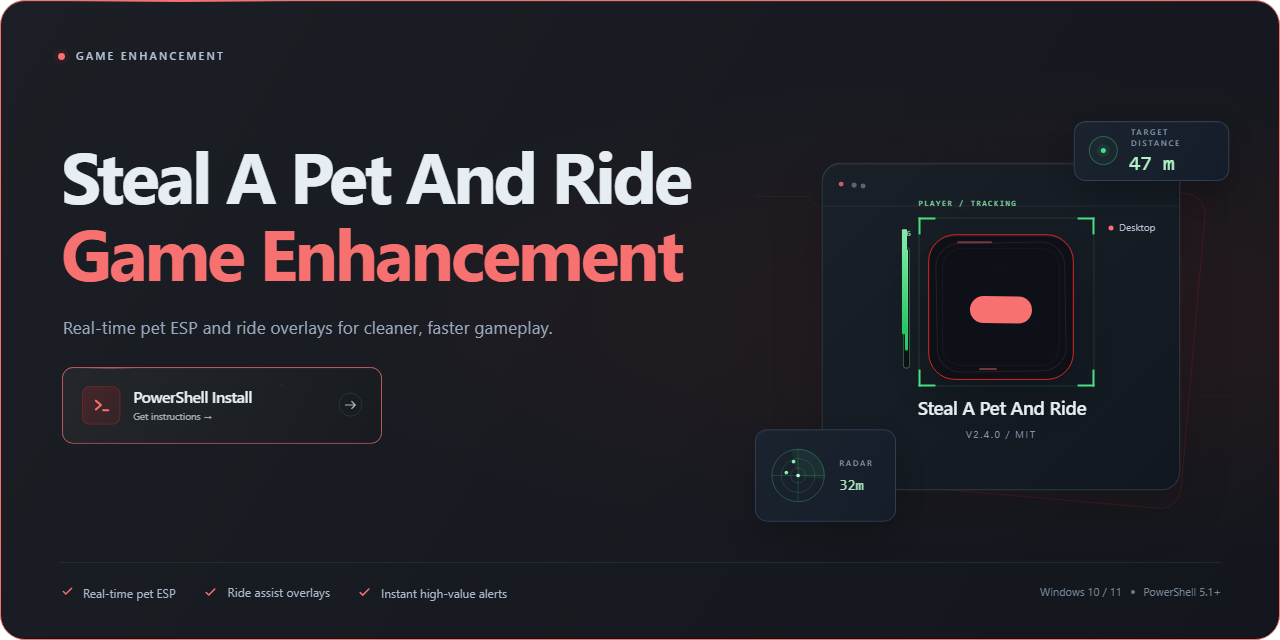 GAME ENHANCEMENT
Steal A Pet And Ride
Game Enhancement
Real-time pet ESP and ride overlays for cleaner, faster gameplay.
PowerShell Install
Get instructions →
TARGET
DISTANCE
47 m
PLAYER / TRACKING
Desktop
Steal A Pet And Ride
V2.4.0 / MIT
RADAR
32m
Real-time pet ESP
Ride assist overlays
Instant high-value alerts
Windows 10 / 11 • PowerShell 5.1+